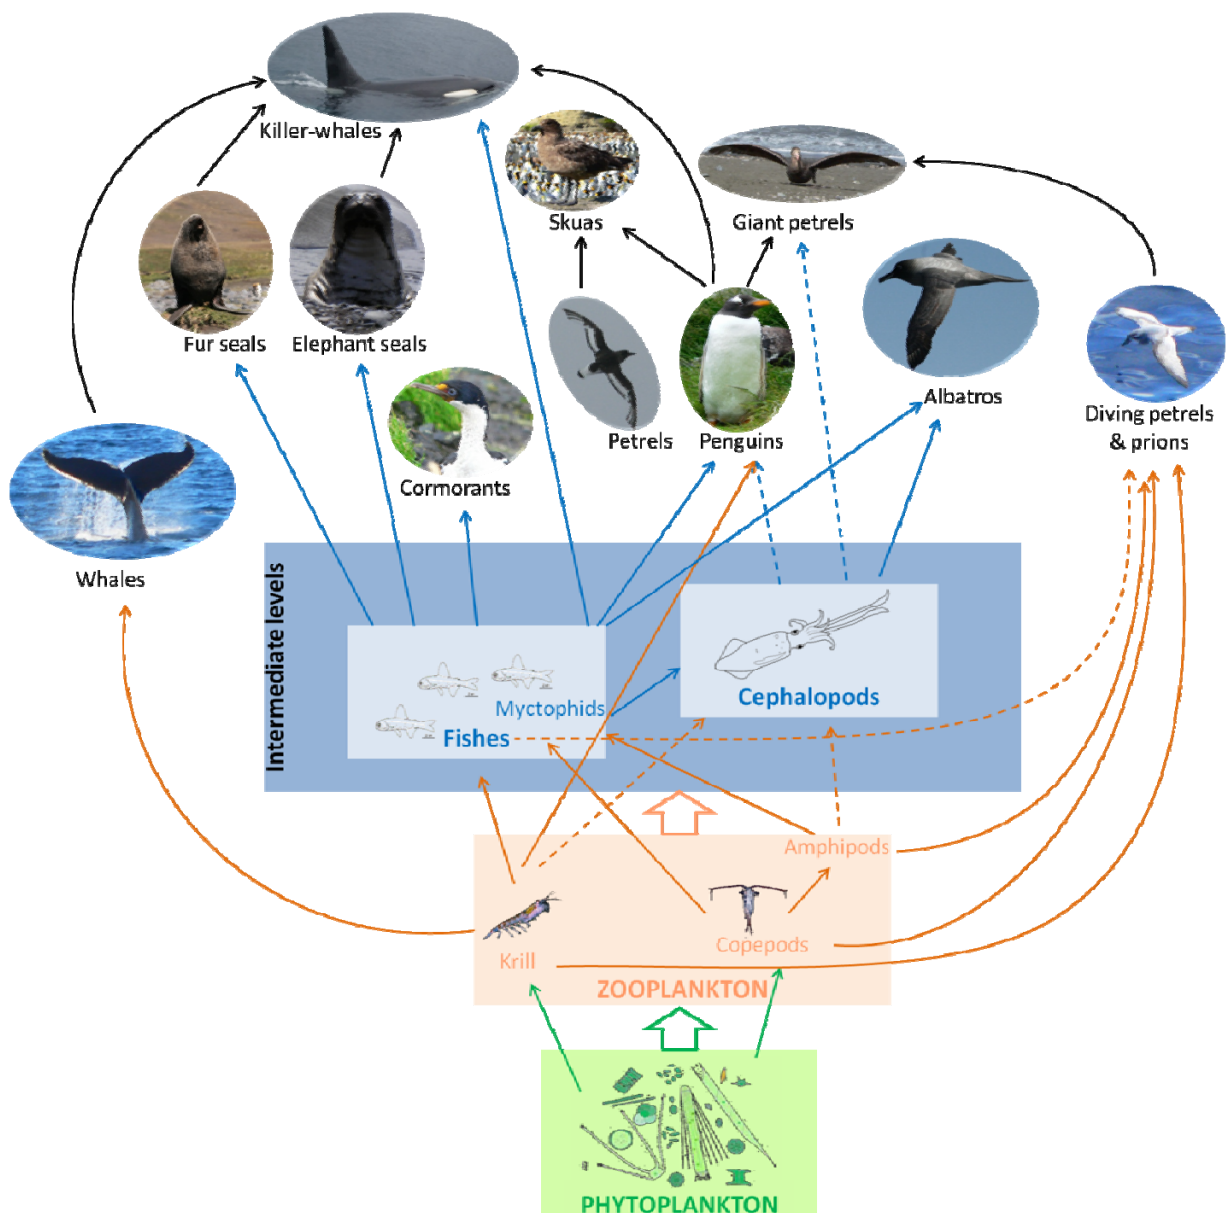 Killer-whales
Skuas
Giant petrels
Fur seals
Elephant seals
Albatros
Diving petrels
& prions
Petrels
Penguins
Cormorants
Whales
Intermediate levels
Myctophids
Fishes
Cephalopods
Amphipods
Copepods
Krill
ZOOPLANKTON
PHYTOPLANKTON